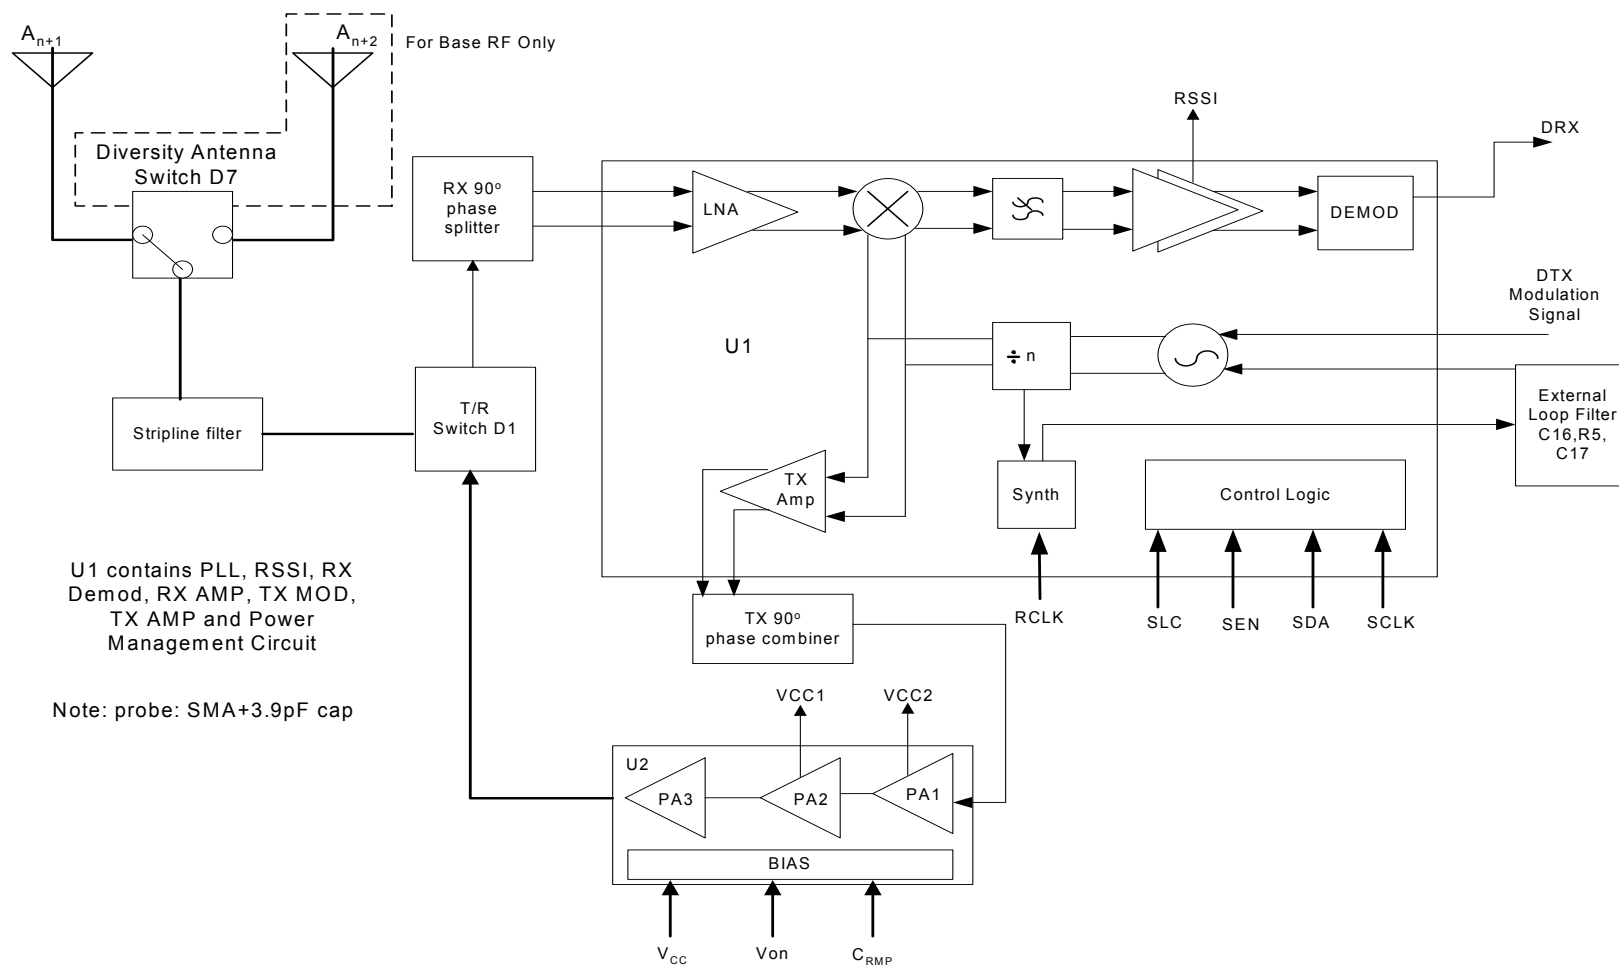 A n+1
A n+2
For Base RF Only
Diversity Antenna
Switch D7
RX 90º
phase
splitter
LNA
RSSI
DEMOD
DRX
DTX
Modulation
Signal
U1
÷ n
T/R
Switch D1
Stripline filter
External
Loop Filter
C16,R5,
C17
TX
Amp
Synth
Control Logic
U1 contains PLL, RSSI, RX
Demod, RX AMP, TX MOD,
TX AMP and Power
Management Circuit
TX 90º
phase combiner
RCLK
SLC
SEN
SDA
SCLK
Note: probe: SMA+3.9pF cap
VCC1
VCC2
U2
PA3
PA2
PA1
BIAS
VCC
Von
CRMP